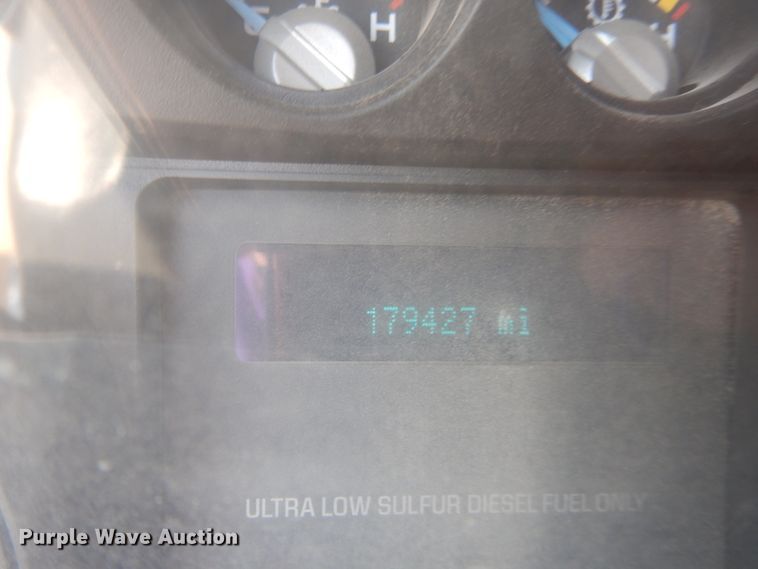 C H H
179427 mi
ULTRA LOW SULFUR DIESEL FUEL ONLY
Purple Wave Auction